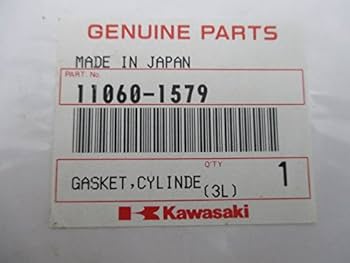 GENUINE PARTS
MADE IN JAPAN
PART. No.
11060-1579
Q'TY
GASKET,CYLINDE(3L) 1
Kawasaki